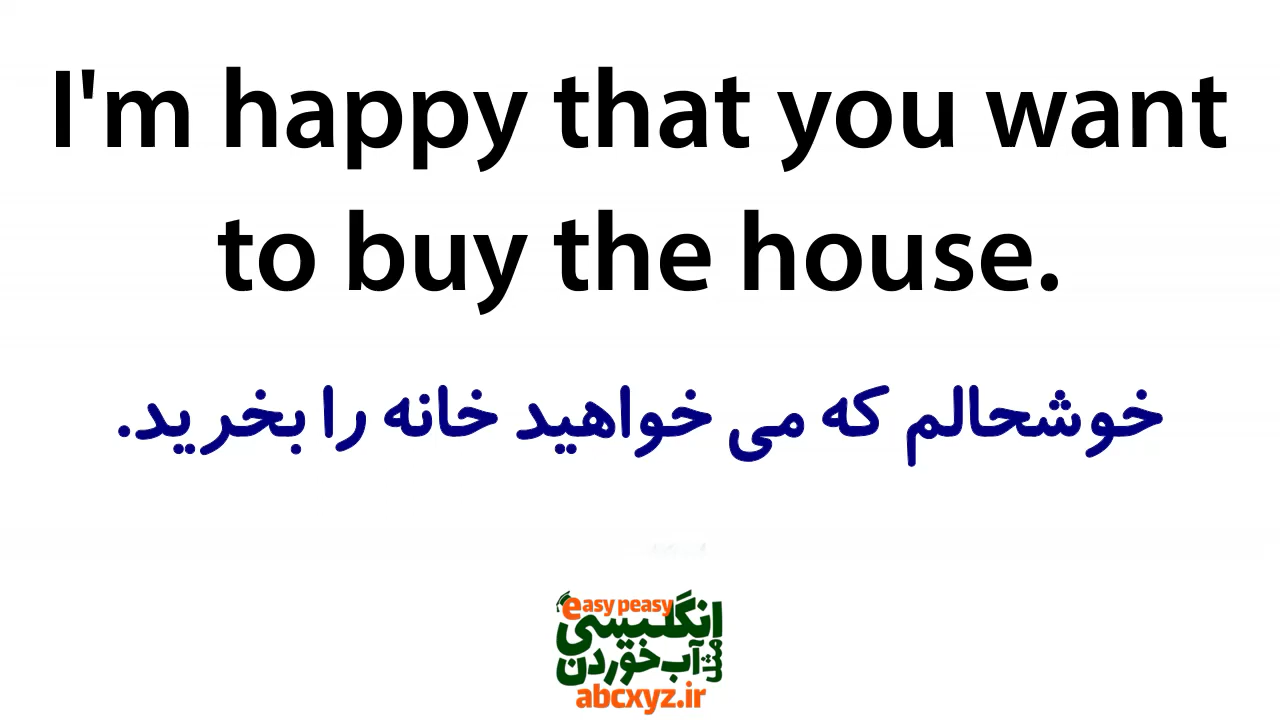 I'm happy that you want
to buy the house.
خوشحالم که می خواهید خانه را بخرید.
easy peasy
انگلیسی
مثل آب خوردن
abcxyz.ir